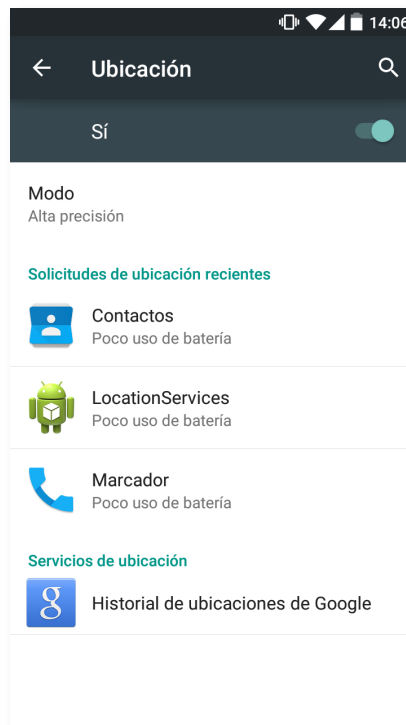 14:06
Ubicación
Sí
Modo
Alta precisión
Solicitudes de ubicación recientes
Contactos
Poco uso de batería
LocationServices
Poco uso de batería
Marcador
Poco uso de batería
Servicios de ubicación
g
Historial de ubicaciones de Google